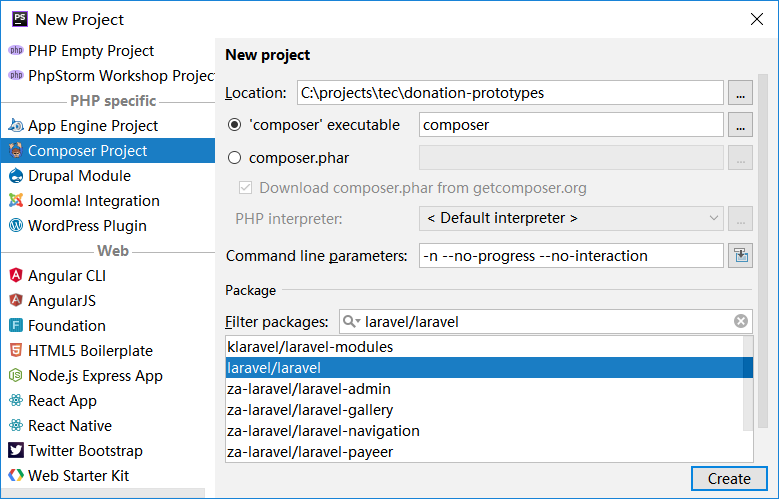 New Project
PHP Empty Project
PhpStorm Workshop Projec
PHP specific
App Engine Project
Composer Project
Drupal Module
Joomla! Integration
WordPress Plugin
Web
Angular CLI
AngularJS
Foundation
HTML5 Boilerplate
Node.js Express App
React App
React Native
Twitter Bootstrap
Web Starter Kit
New project
Location: C:\projects\tec\donation-prototypes ...
'composer' executable composer ...
composer.phar ...
Download composer.phar from getcomposer.org
PHP interpreter: < Default interpreter > ...
Command line parameters: -n --no-progress --no-interaction
Package
Filter packages: laravel/laravel
klaravel/laravel-modules
laravel/laravel
za-laravel/laravel-admin
za-laravel/laravel-gallery
za-laravel/laravel-navigation
za-laravel/laravel-payeer
Create